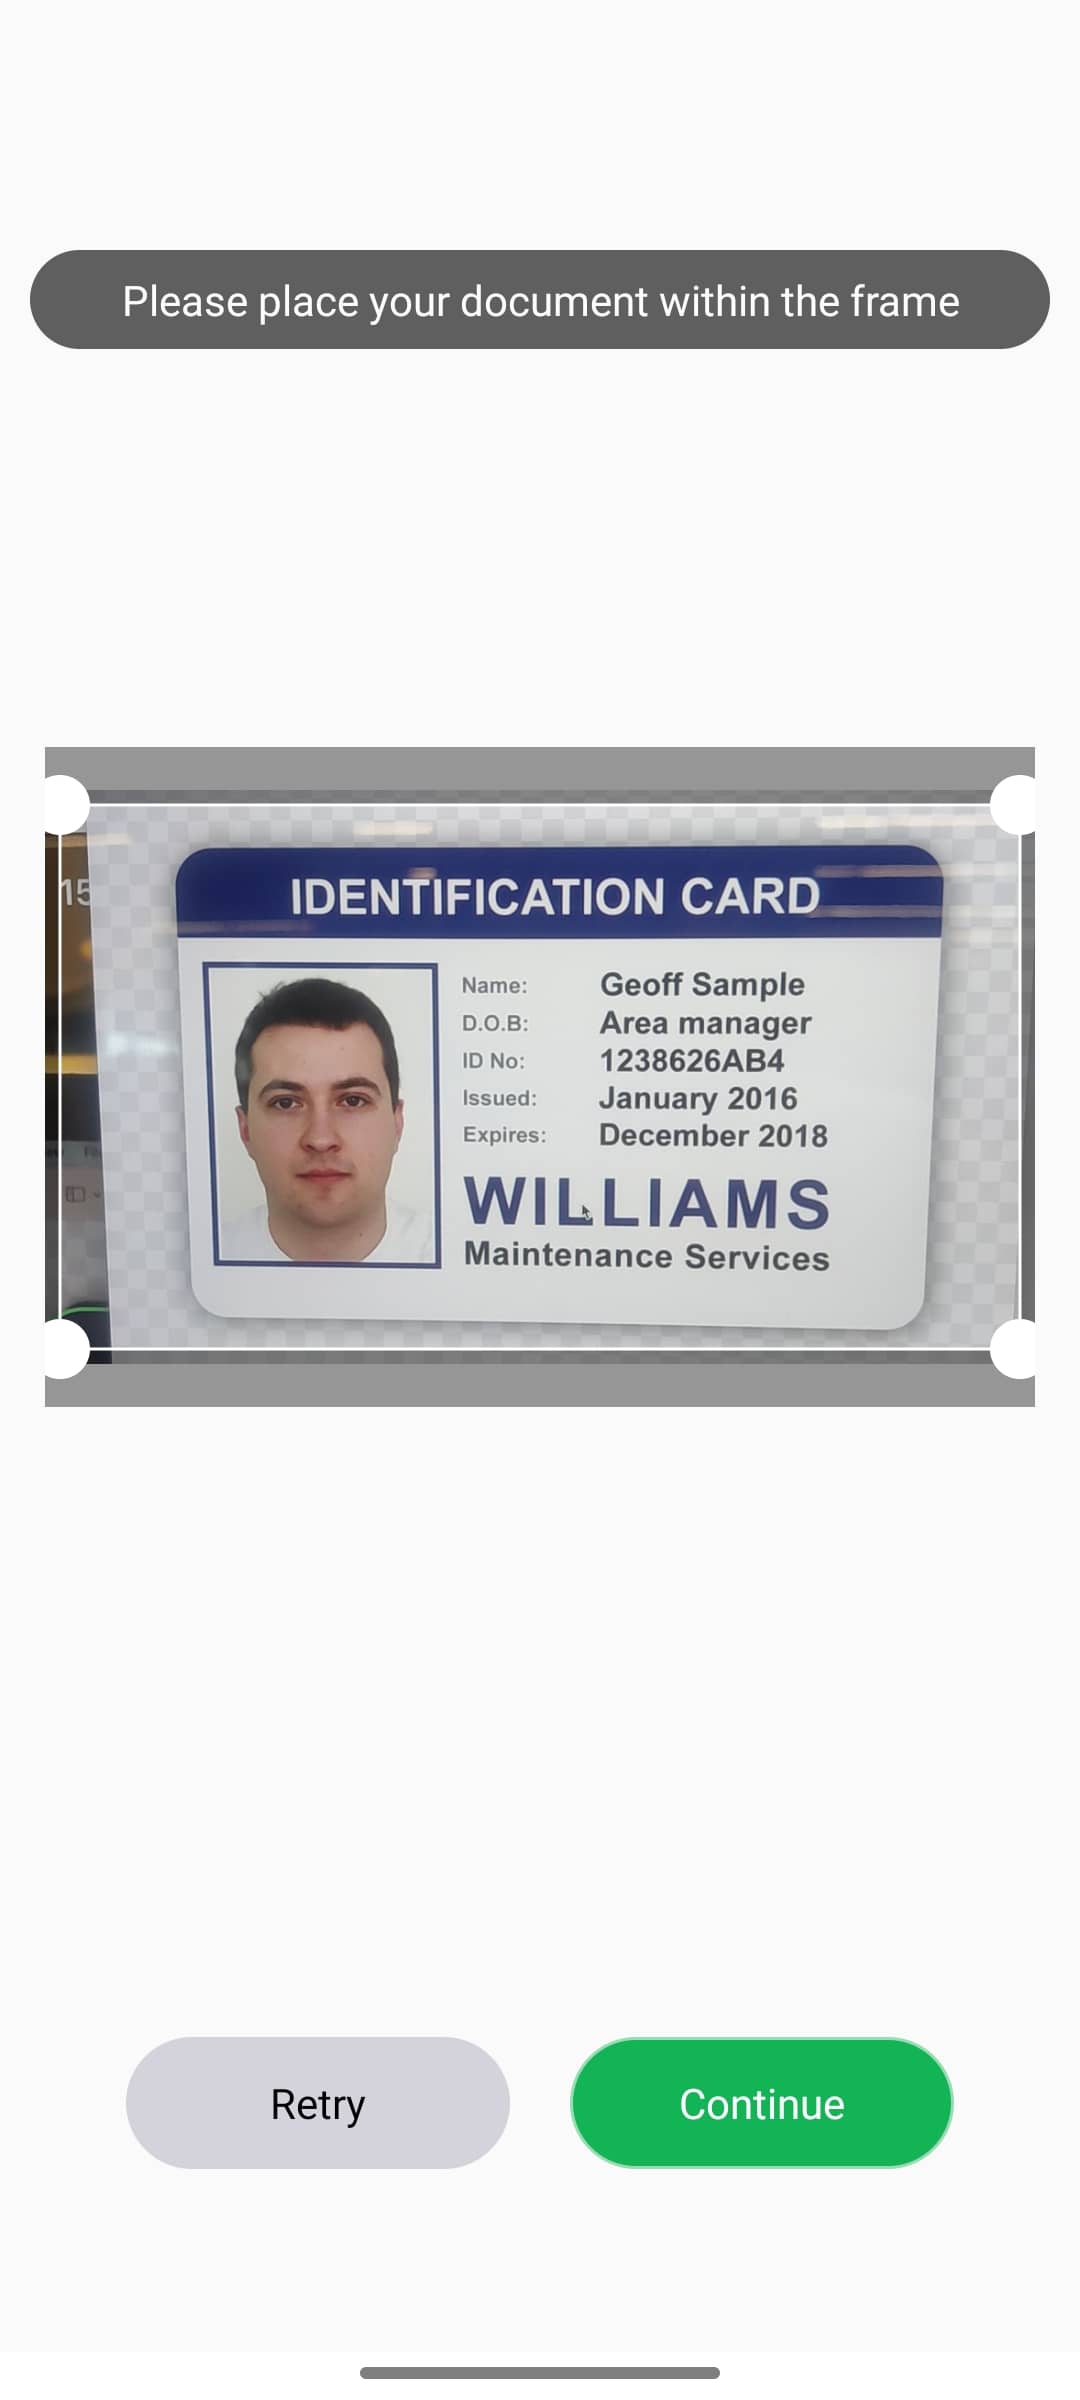 Please place your document within the frame
15
IDENTIFICATION CARD
Name: Geoff Sample
D.O.B: Area manager
ID No: 1238626AB4
Issued: January 2016
Expires: December 2018
WILLIAMS
Maintenance Services
Retry
Continue